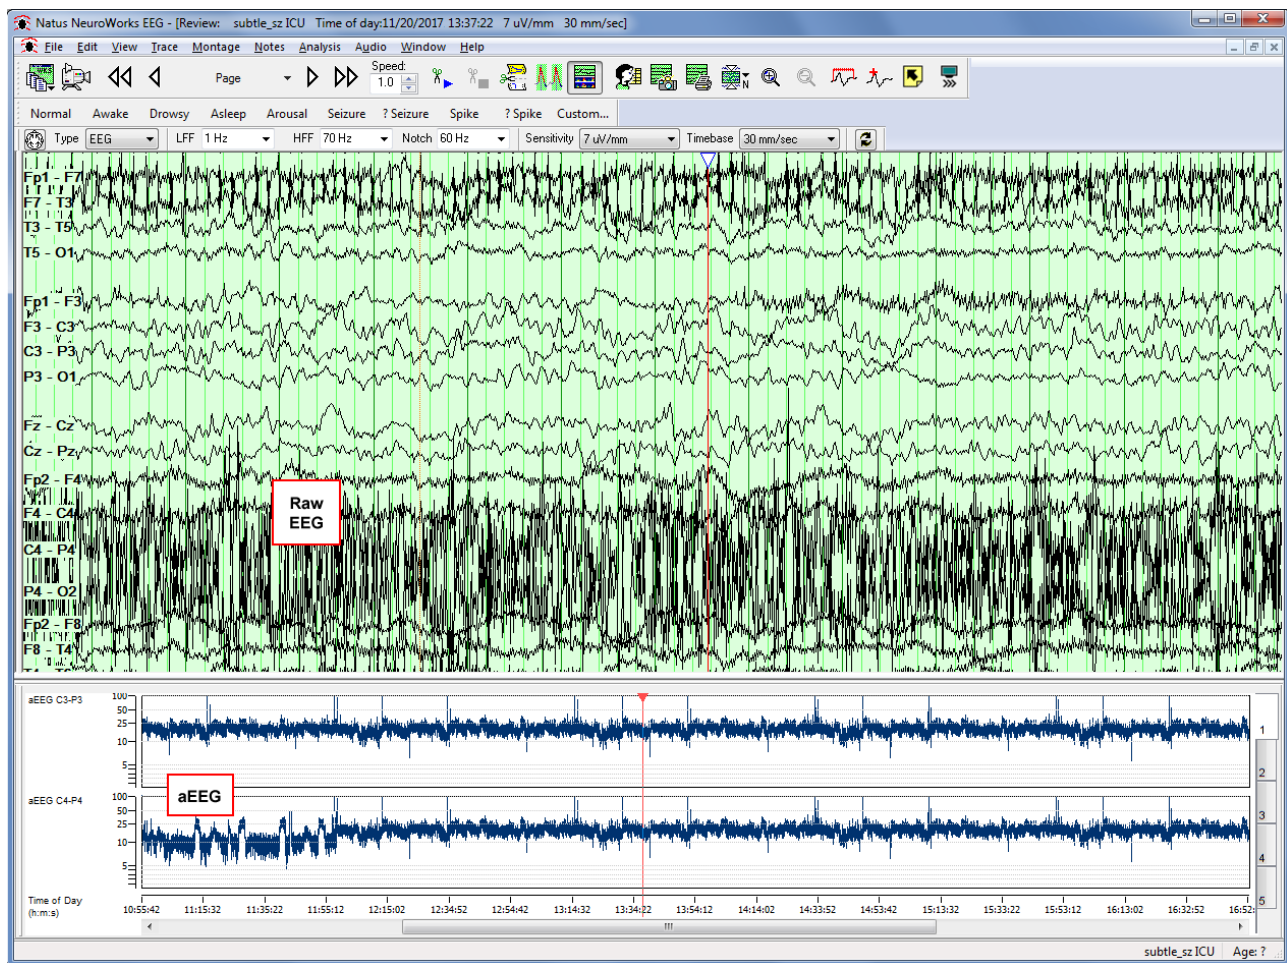 Natus NeuroWorks EEG - [Review: subtle_sz ICU Time of day:11/20/2017 13:37:22 7 uV/mm 30 mm/sec]
File Edit View Trace Montage Notes Analysis Audio Window Help
Page Speed: 1.0
Normal Awake Drowsy Asleep Arousal Seizure ? Seizure Spike ? Spike Custom...
Type EEG LFF 1 Hz HFF 70 Hz Notch 60 Hz Sensitivity 7 uV/mm Timebase 30 mm/sec
Fp1 - F7
F7 - T3
T3 - T5
T5 - O1
Fp1 - F3
F3 - C3
C3 - P3
P3 - O1
Fz - Cz
Cz - Pz
Fp2 - F4
Raw
EEG
F4 - C4
C4 - P4
P4 - O2
Fp2 - F8
F8 - T4
aEEG C3-P3
100
50
25
10
5
1
2
aEEG
aEEG C4-P4
100
50
25
10
5
3
4
5
Time of Day
(h:m:s)
10:55:42 11:15:32 11:35:22 11:55:12 12:15:02 12:34:52 12:54:42 13:14:32 13:34:22 13:54:12 14:14:02 14:33:52 14:53:42 15:13:32 15:33:22 15:53:12 16:13:02 16:32:52 16:52:
subtle_sz ICU Age: ?